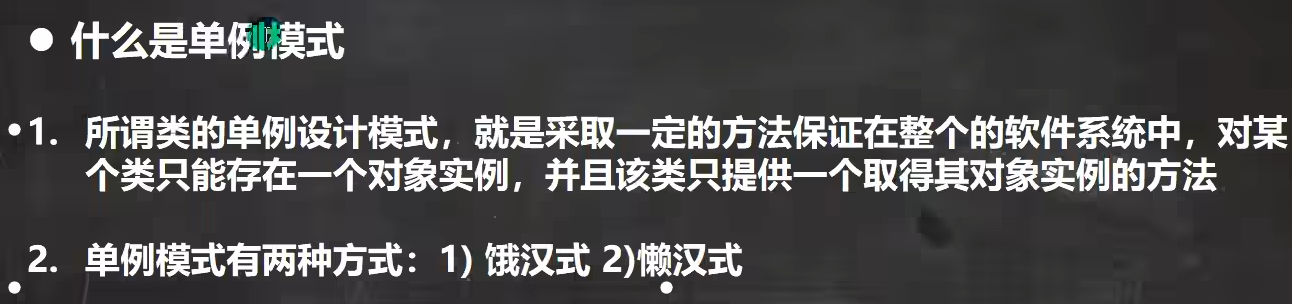 ● 什么是单例模式
1. 所谓类的单例设计模式，就是采取一定的方法保证在整个的软件系统中，对某
个类只能存在一个对象实例，并且该类只提供一个取得其对象实例的方法
2. 单例模式有两种方式：1) 饿汉式 2)懒汉式